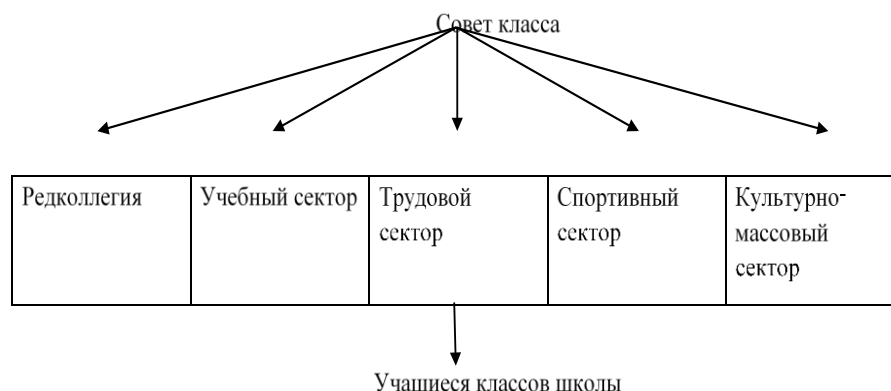 Совет класса
Редколлегия
Учебный сектор
Трудовой
сектор
Спортивный
сектор
Культурно-
массовый
сектор
Учащиеся классов школы